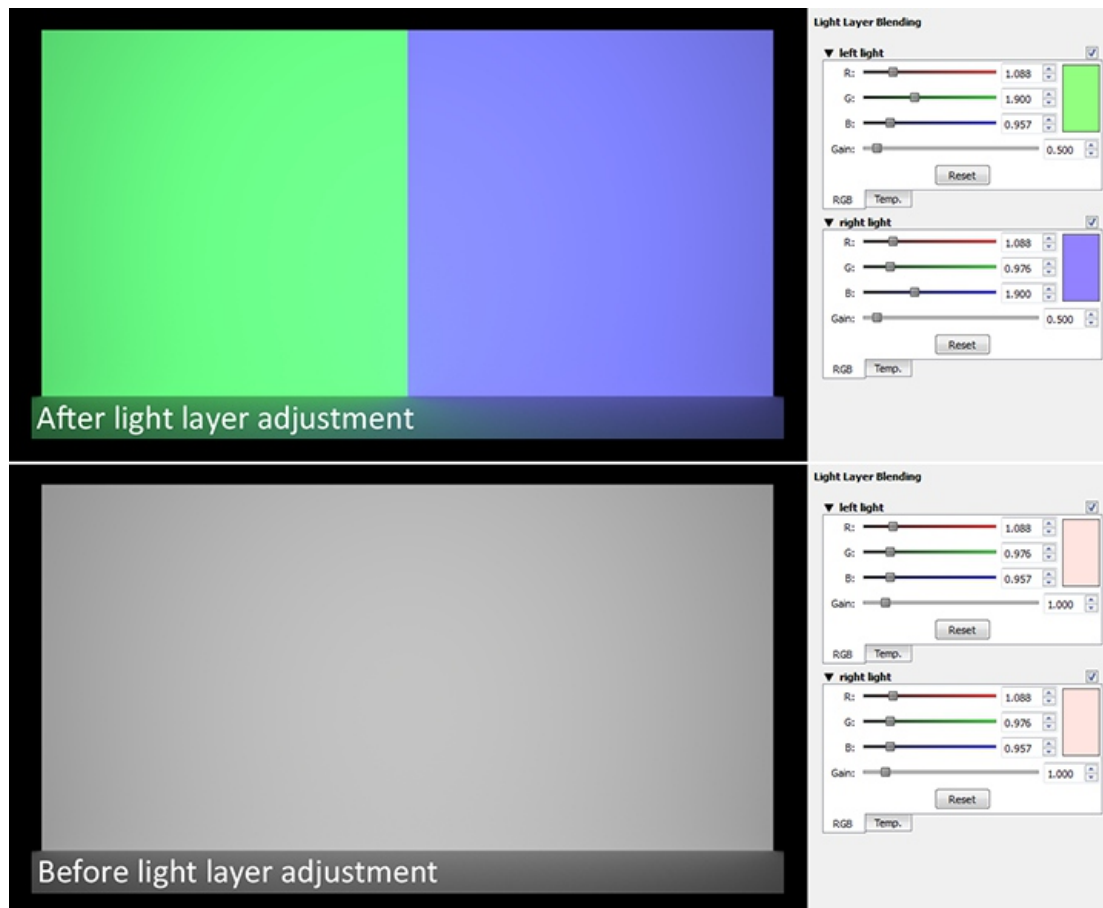 After light layer adjustment
Light Layer Blending
▼ left light
R: 1.088
G: 1.900
B: 0.957
Gain: 0.500
Reset
RGB Temp.
▼ right light
R: 1.088
G: 0.976
B: 1.900
Gain: 0.500
Reset
RGB Temp.
Before light layer adjustment
Light Layer Blending
▼ left light
R: 1.088
G: 0.976
B: 0.957
Gain: 1.000
Reset
RGB Temp.
▼ right light
R: 1.088
G: 0.976
B: 0.957
Gain: 1.000
Reset
RGB Temp.